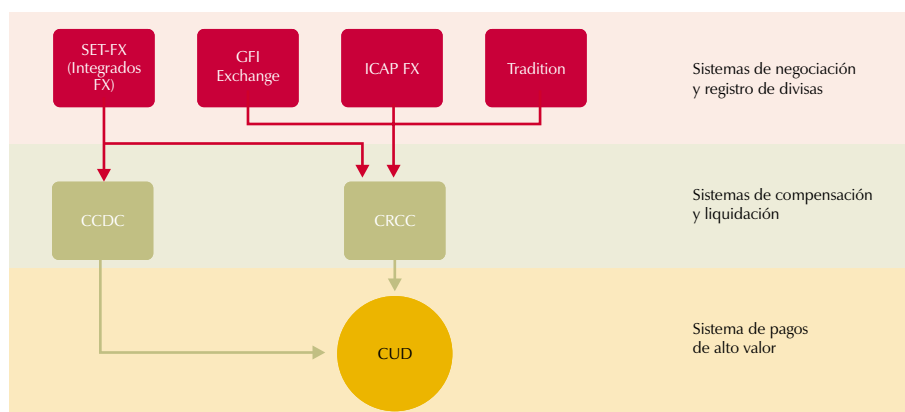 SET-FX
(Integrados
FX)
GFI
Exchange
ICAP FX
Tradition
Sistemas de negociación
y registro de divisas
CCDC
CRCC
Sistemas de compensación
y liquidación
CUD
Sistema de pagos
de alto valor